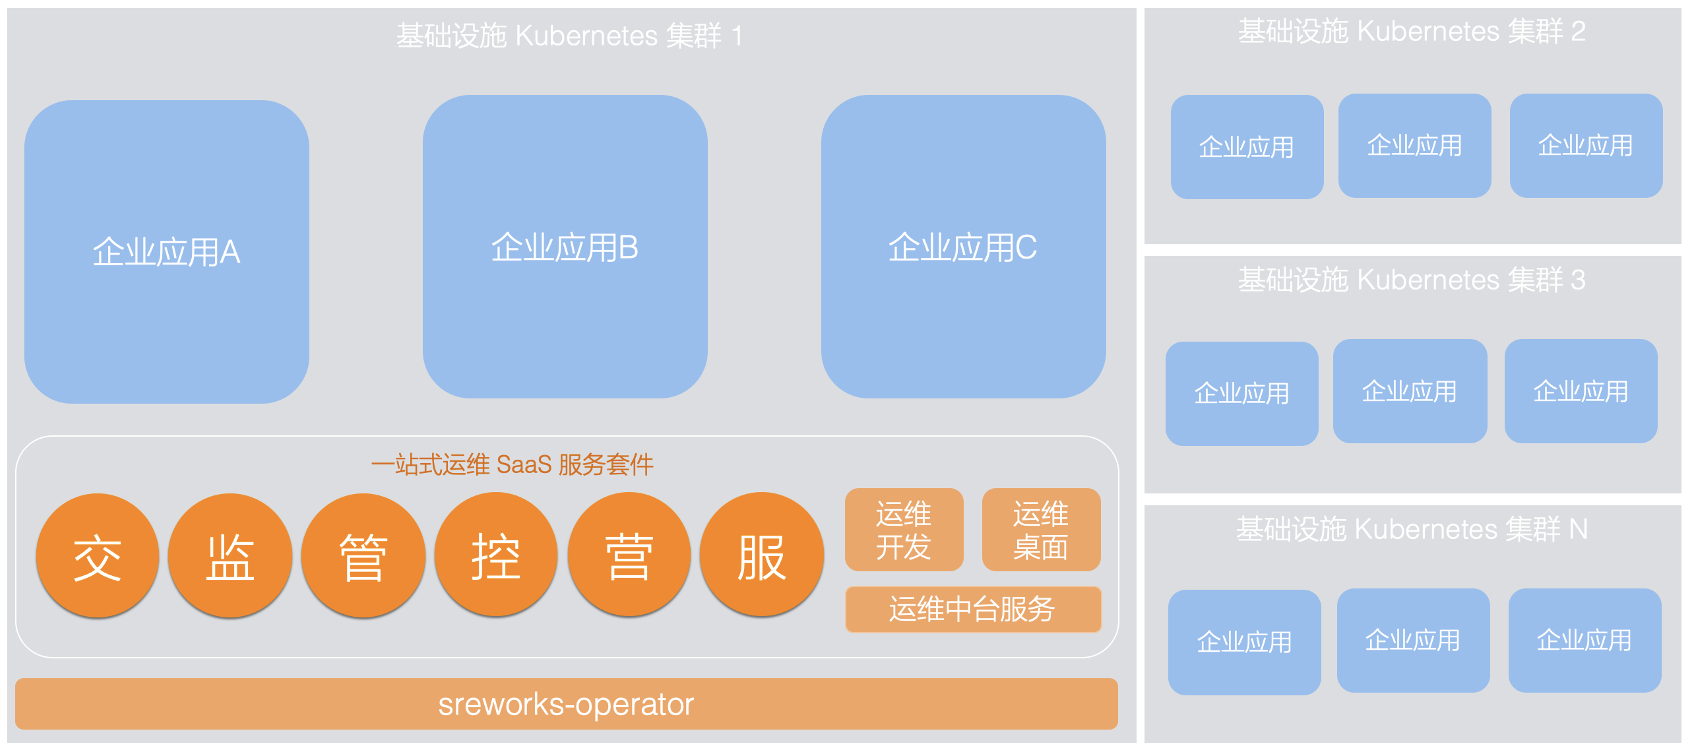 基础设施 Kubernetes 集群 1
企业应用A
企业应用B
企业应用C
一站式运维 SaaS 服务套件
交
监
管
控
营
服
运维
开发
运维
桌面
运维中台服务
sreworks-operator
基础设施 Kubernetes 集群 2
企业应用
企业应用
企业应用
基础设施 Kubernetes 集群 3
企业应用
企业应用
企业应用
基础设施 Kubernetes 集群 N
企业应用
企业应用
企业应用